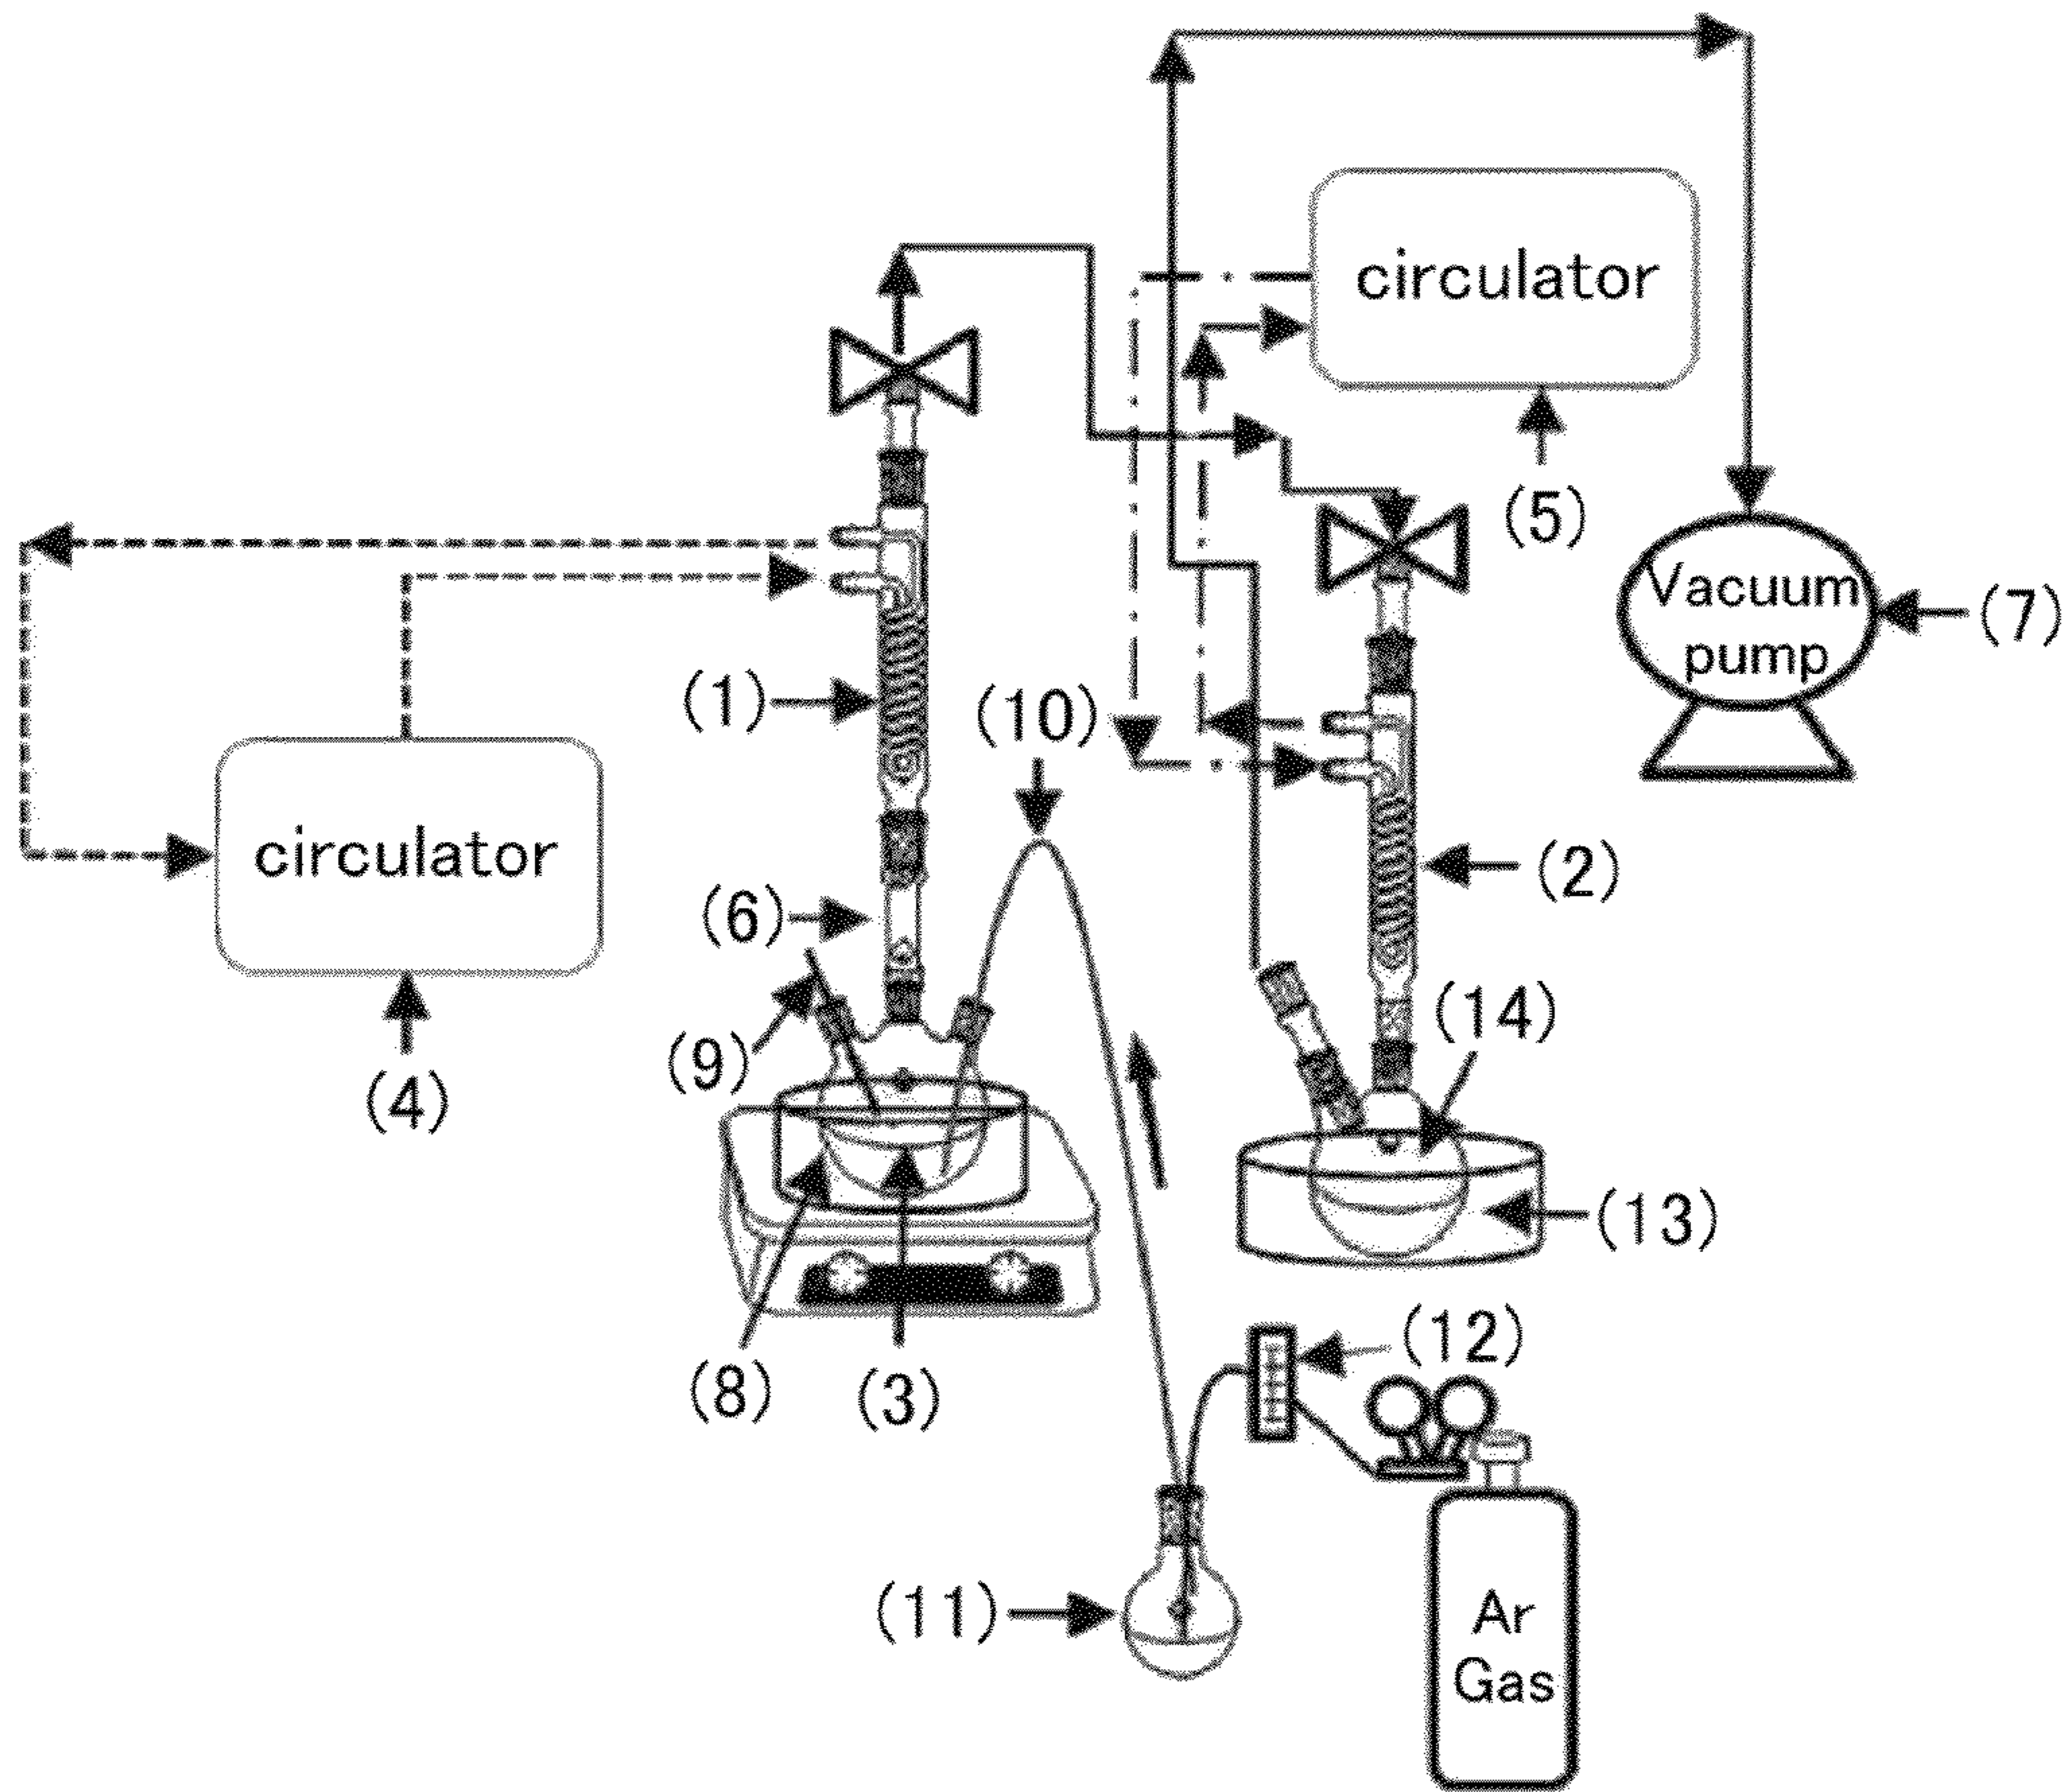 circulator
(5)
Vacuum
pump
(7)
(1)
(10)
circulator
(2)
(6)
(14)
(9)
(4)
(13)
(12)
(8)
(3)
(11)
Ar
Gas